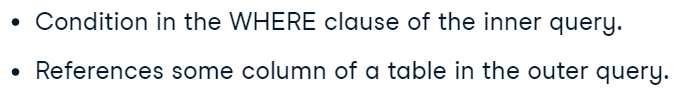 • Condition in the WHERE clause of the inner query.
• References some column of a table in the outer query.